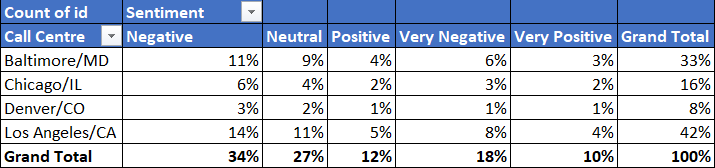 Count of id Sentiment
Call Centre Negative Neutral Positive Very Negative Very Positive Grand Total
Baltimore/MD 11% 9% 4% 6% 3% 33%
Chicago/IL 6% 4% 2% 3% 2% 16%
Denver/CO 3% 2% 1% 1% 1% 8%
Los Angeles/CA 14% 11% 5% 8% 4% 42%
Grand Total 34% 27% 12% 18% 10% 100%